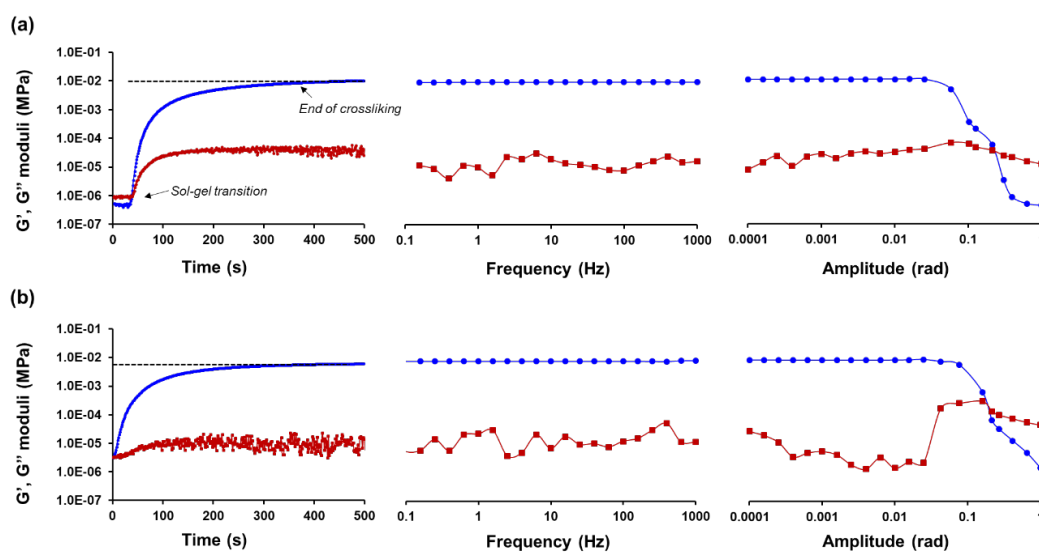 (a)
G', G'' moduli (MPa)
1.0E-01
1.0E-02
1.0E-03
1.0E-04
1.0E-05
1.0E-06
1.0E-07
End of crossliking
Sol-gel transition
0 100 200 300 400 500
Time (s)
0.1 1 10 100 1000
Frequency (Hz)
0.0001 0.001 0.01 0.1 1
Amplitude (rad)
(b)
G', G'' moduli (MPa)
1.0E-01
1.0E-02
1.0E-03
1.0E-04
1.0E-05
1.0E-06
1.0E-07
0 100 200 300 400 500
Time (s)
0.1 1 10 100 1000
Frequency (Hz)
0.0001 0.001 0.01 0.1 1
Amplitude (rad)